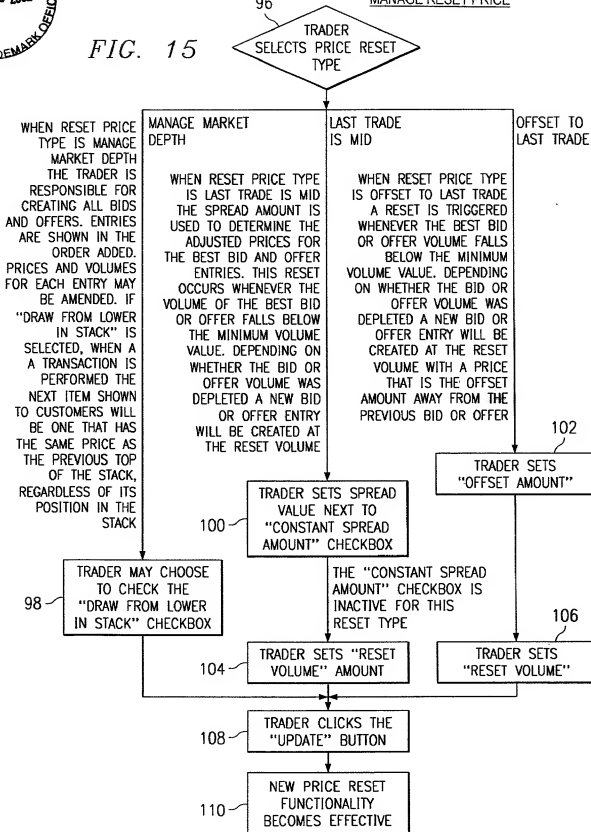 MANAGE RESET PRICE
DEMARK OFFIC
FIG. 15
96
TRADER
SELECTS PRICE RESET
TYPE
MANAGE MARKET
DEPTH
LAST TRADE
IS MID
OFFSET TO
LAST TRADE
WHEN RESET PRICE
TYPE IS MANAGE
MARKET DEPTH
THE TRADER IS
RESPONSIBLE FOR
CREATING ALL BIDS
AND OFFERS. ENTRIES
ARE SHOWN IN THE
ORDER ADDED.
PRICES AND VOLUMES
FOR EACH ENTRY MAY
BE AMENDED. IF
"DRAW FROM LOWER
IN STACK" IS
SELECTED, WHEN A
A TRANSACTION IS
PERFORMED THE
NEXT ITEM SHOWN
TO CUSTOMERS WILL
BE ONE THAT HAS
THE SAME PRICE AS
THE PREVIOUS TOP
OF THE STACK,
REGARDLESS OF ITS
POSITION IN THE
STACK
WHEN RESET PRICE TYPE
IS LAST TRADE IS MID
THE SPREAD AMOUNT IS
USED TO DETERMINE THE
ADJUSTED PRICES FOR
THE BEST BID AND OFFER
ENTRIES. THIS RESET
OCCURS WHENEVER THE
VOLUME OF THE BEST BID
OR OFFER FALLS BELOW
THE MINIMUM VOLUME
VALUE. DEPENDING ON
WHETHER THE BID OR
OFFER VOLUME WAS
DEPLETED A NEW BID
OR OFFER ENTRY
WILL BE CREATED AT
THE RESET VOLUME
WHEN RESET PRICE TYPE
IS OFFSET TO LAST TRADE
A RESET IS TRIGGERED
WHENEVER THE BEST BID
OR OFFER VOLUME FALLS
BELOW THE MINIMUM
VOLUME VALUE. DEPENDING
ON WHETHER THE BID OR
OFFER VOLUME WAS
DEPLETED A NEW BID OR
OFFER ENTRY WILL BE
CREATED AT THE RESET
VOLUME WITH A PRICE
THAT IS THE OFFSET
AMOUNT AWAY FROM THE
PREVIOUS BID OR OFFER
102
TRADER SETS
"OFFSET AMOUNT"
100
TRADER SETS SPREAD
VALUE NEXT TO
"CONSTANT SPREAD
AMOUNT" CHECKBOX
THE "CONSTANT SPREAD
AMOUNT" CHECKBOX IS
INACTIVE FOR THIS
RESET TYPE
98
TRADER MAY CHOOSE
TO CHECK THE
"DRAW FROM LOWER
IN STACK" CHECKBOX
104
TRADER SETS "RESET
VOLUME" AMOUNT
106
TRADER SETS
"RESET VOLUME"
108
TRADER CLICKS THE
"UPDATE" BUTTON
110
NEW PRICE RESET
FUNCTIONALITY
BECOMES EFFECTIVE